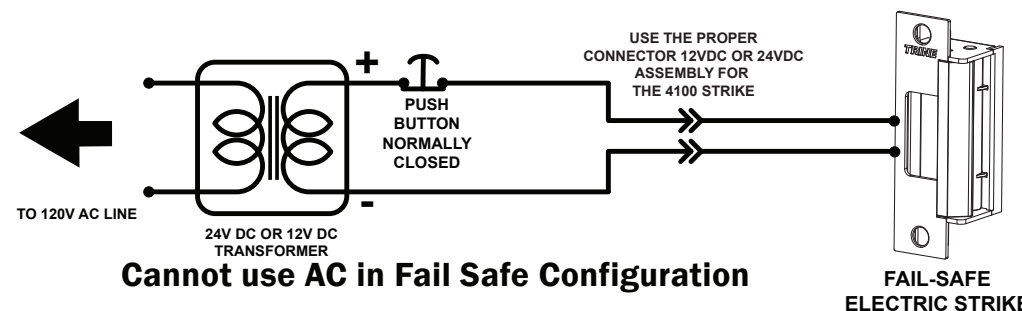 USE THE PROPER
CONNECTOR 12VDC OR 24VDC
ASSEMBLY FOR
THE 4100 STRIKE
TRINE
+
PUSH
BUTTON
NORMALLY
CLOSED
-
TO 120V AC LINE
24V DC OR 12V DC
TRANSFORMER
Cannot use AC in Fail Safe Configuration
FAIL-SAFE
ELECTRIC STRIKE